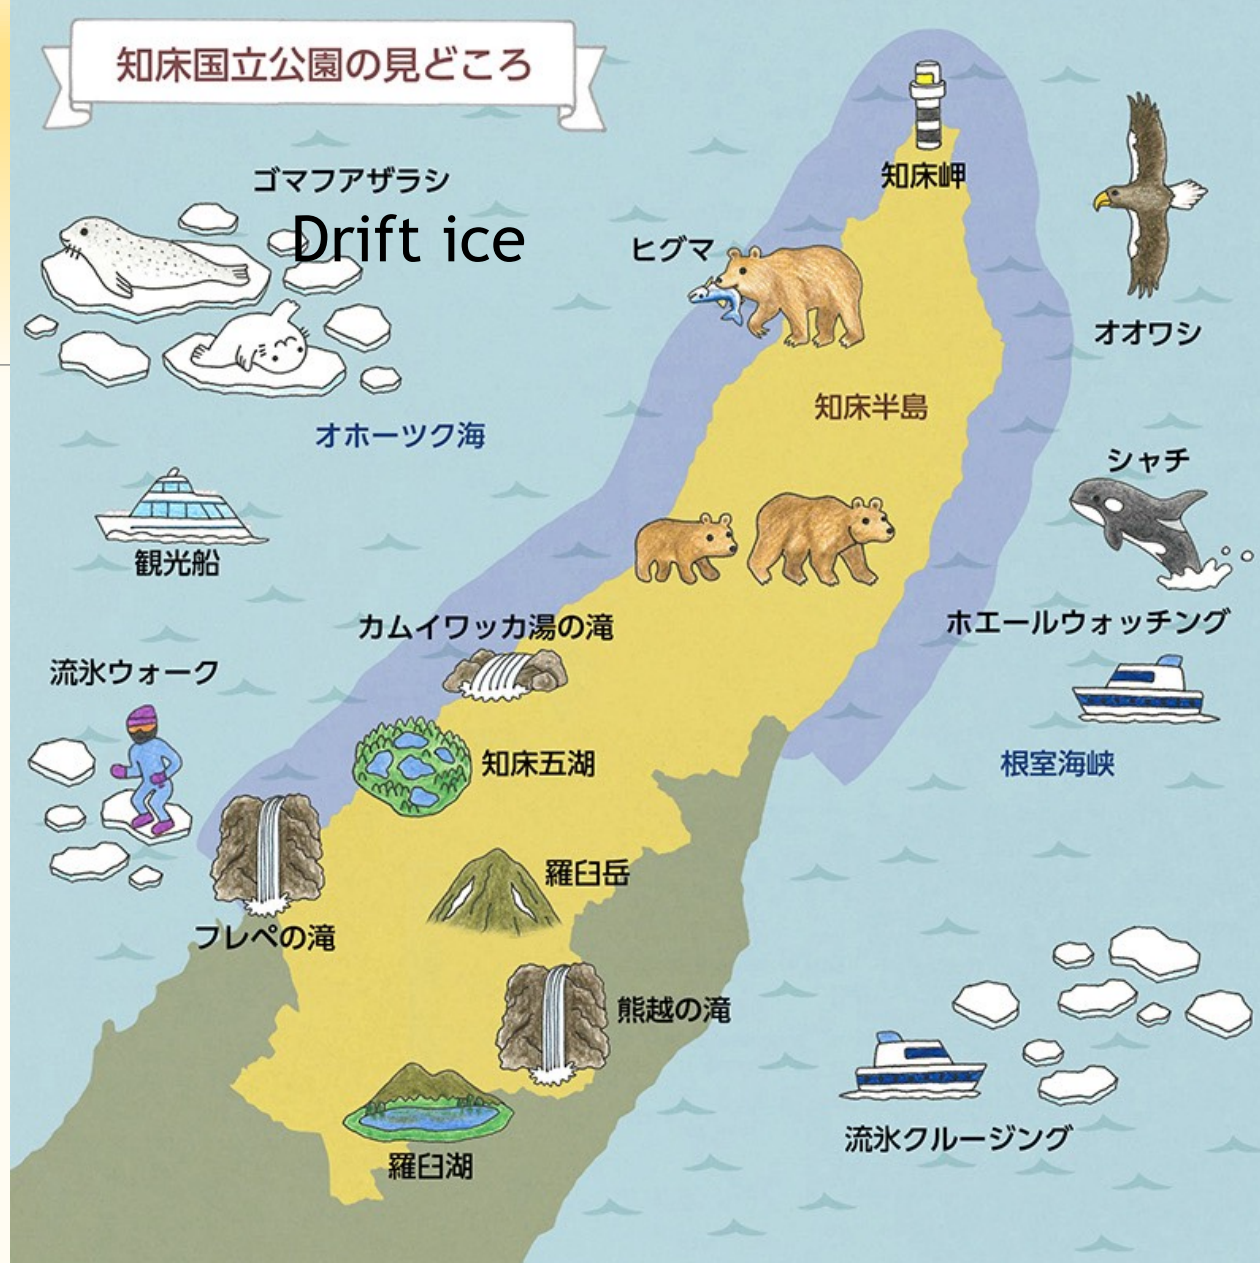 知床国立公園の見どころ
知床岬
ゴマフアザラシ
Drift ice
ヒグマ
オオワシ
知床半島
オホーツク海
シャチ
観光船
カムイワッカ湯の滝
ホエールウォッチング
流氷ウォーク
知床五湖
根室海峡
羅臼岳
フレペの滝
熊越の滝
流氷クルージング
羅臼湖